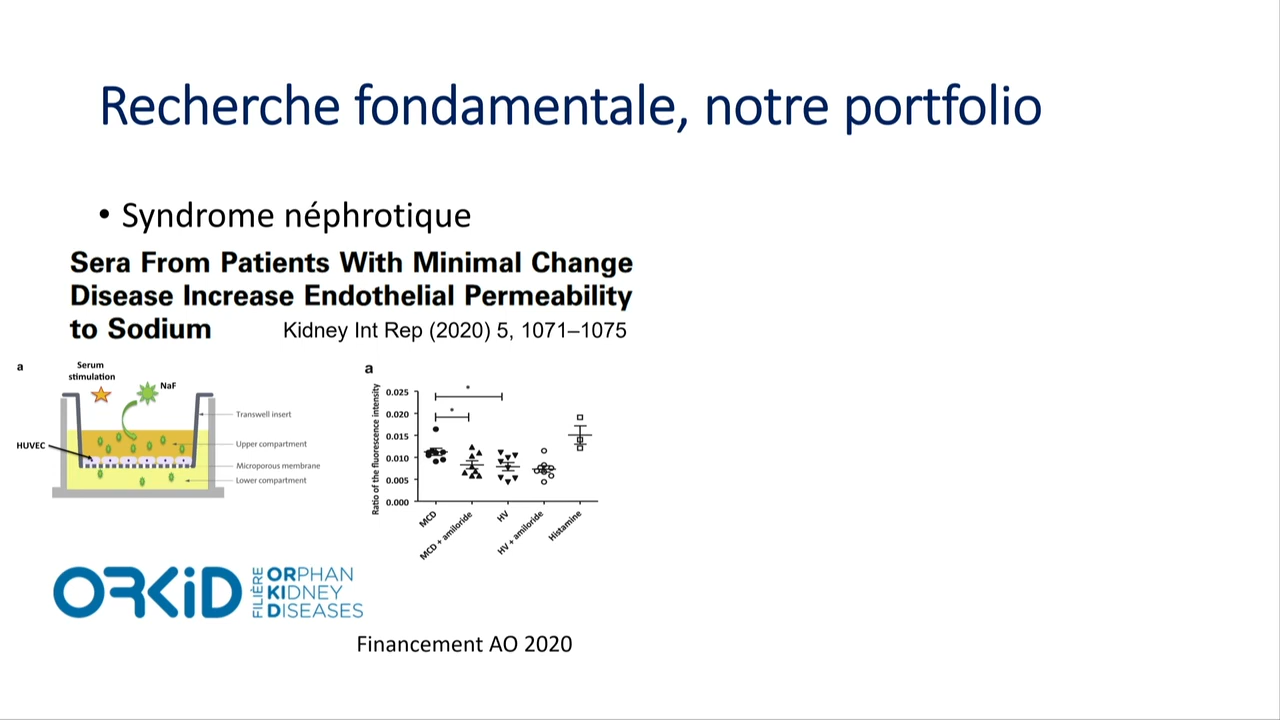 Recherche fondamentale, notre portfolio
• Syndrome néphrotique
Sera From Patients With Minimal Change
Disease Increase Endothelial Permeability
to Sodium
Kidney Int Rep (2020) 5, 1071–1075
a
Serum
stimulation
NaF
HUVEC
Transwell insert
Upper compartment
Microporous membrane
Lower compartment
a
Ratio of the fluorescence intensity
0.025
0.020
0.015
0.010
0.005
0.000
*
*
MCD
MCD + amiloride
HV
HV + amiloride
Histamine
ORKiD
FILIÈRE
ORPHAN
KIDNEY
DISEASES
Financement AO 2020